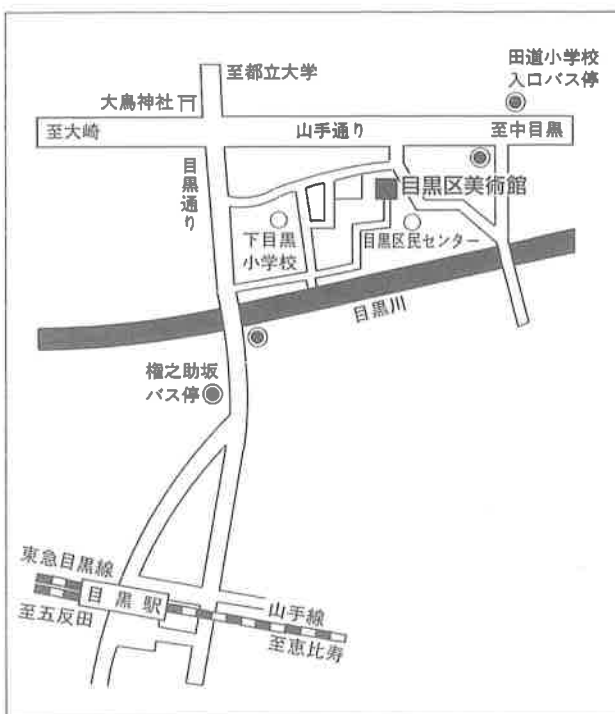 田道小学校
入口バス停
至都立大学
大鳥神社
至大崎
山手通り
至中目黒
目黒通り
目黒区美術館
下目黒
小学校
目黒区民センター
目黒川
権之助坂
バス停
東急目黒線
目黒駅
山手線
至五反田
至恵比寿